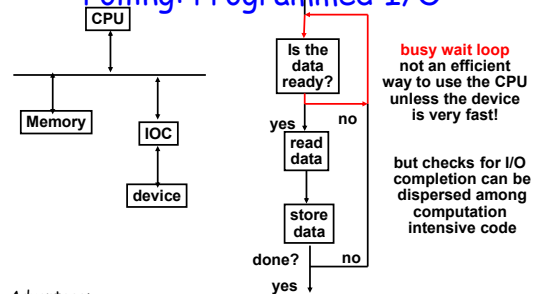 Polling: Programmed I/O
CPU
Memory
IOC
device
Is the
data
ready?
yes
no
read
data
store
data
done?
no
yes
busy wait loop
not an efficient
way to use the CPU
unless the device
is very fast!
but checks for I/O
completion can be
dispersed among
computation
intensive code